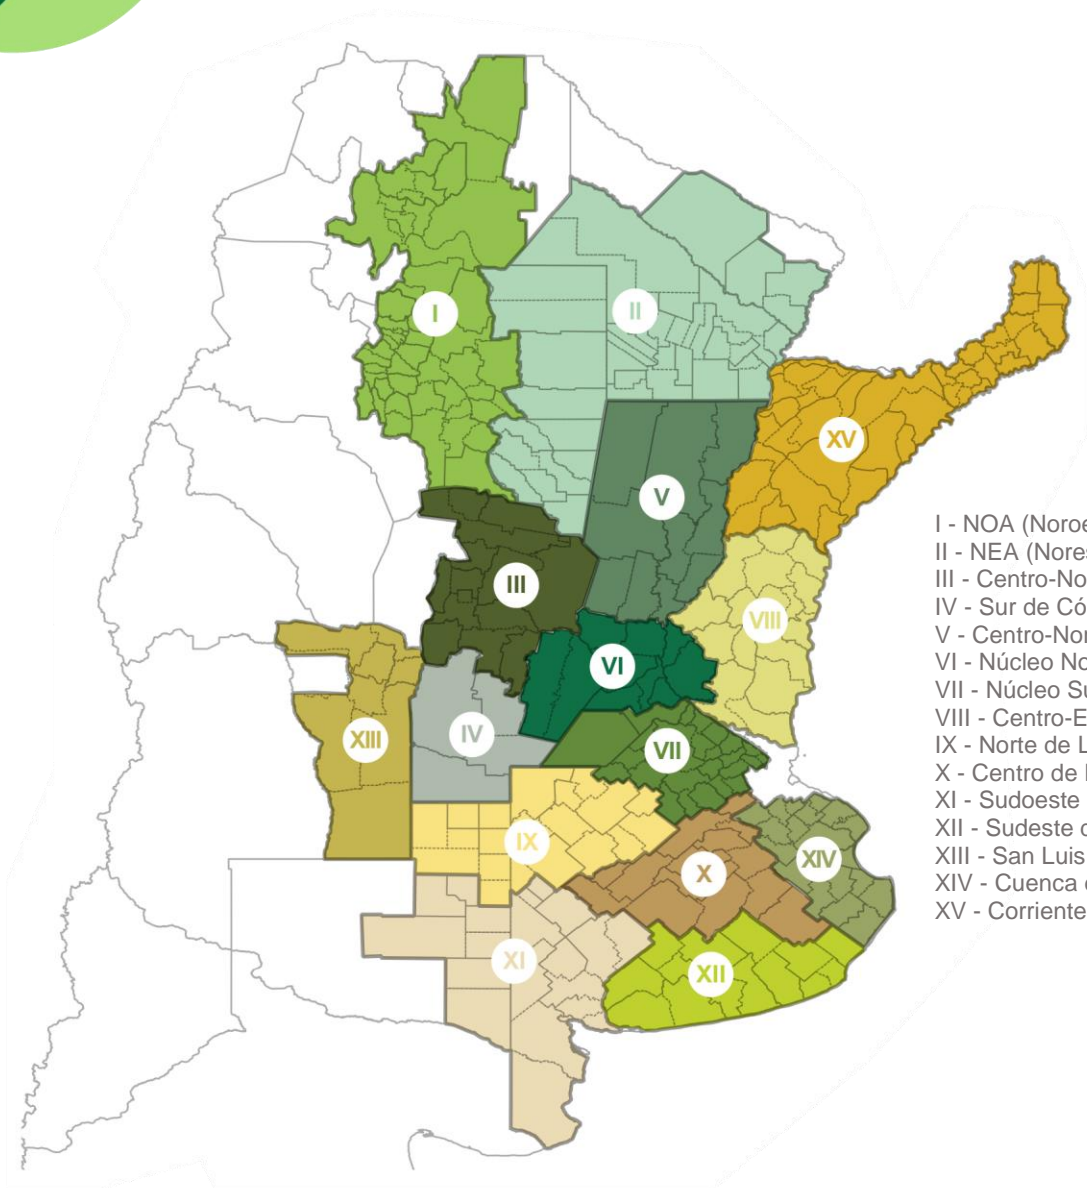 I
II
XV
V
III
VIII
VI
IV
XIII
VII
IX
XIV
X
XI
XII
I - NOA (Noroe
II - NEA (Nores
III - Centro-No
IV - Sur de Có
V - Centro-Nor
VI - Núcleo No
VII - Núcleo Su
VIII - Centro-E
IX - Norte de L
X - Centro de
XI - Sudoeste
XII - Sudeste
XIII - San Luis
XIV - Cuenca
XV - Corriente